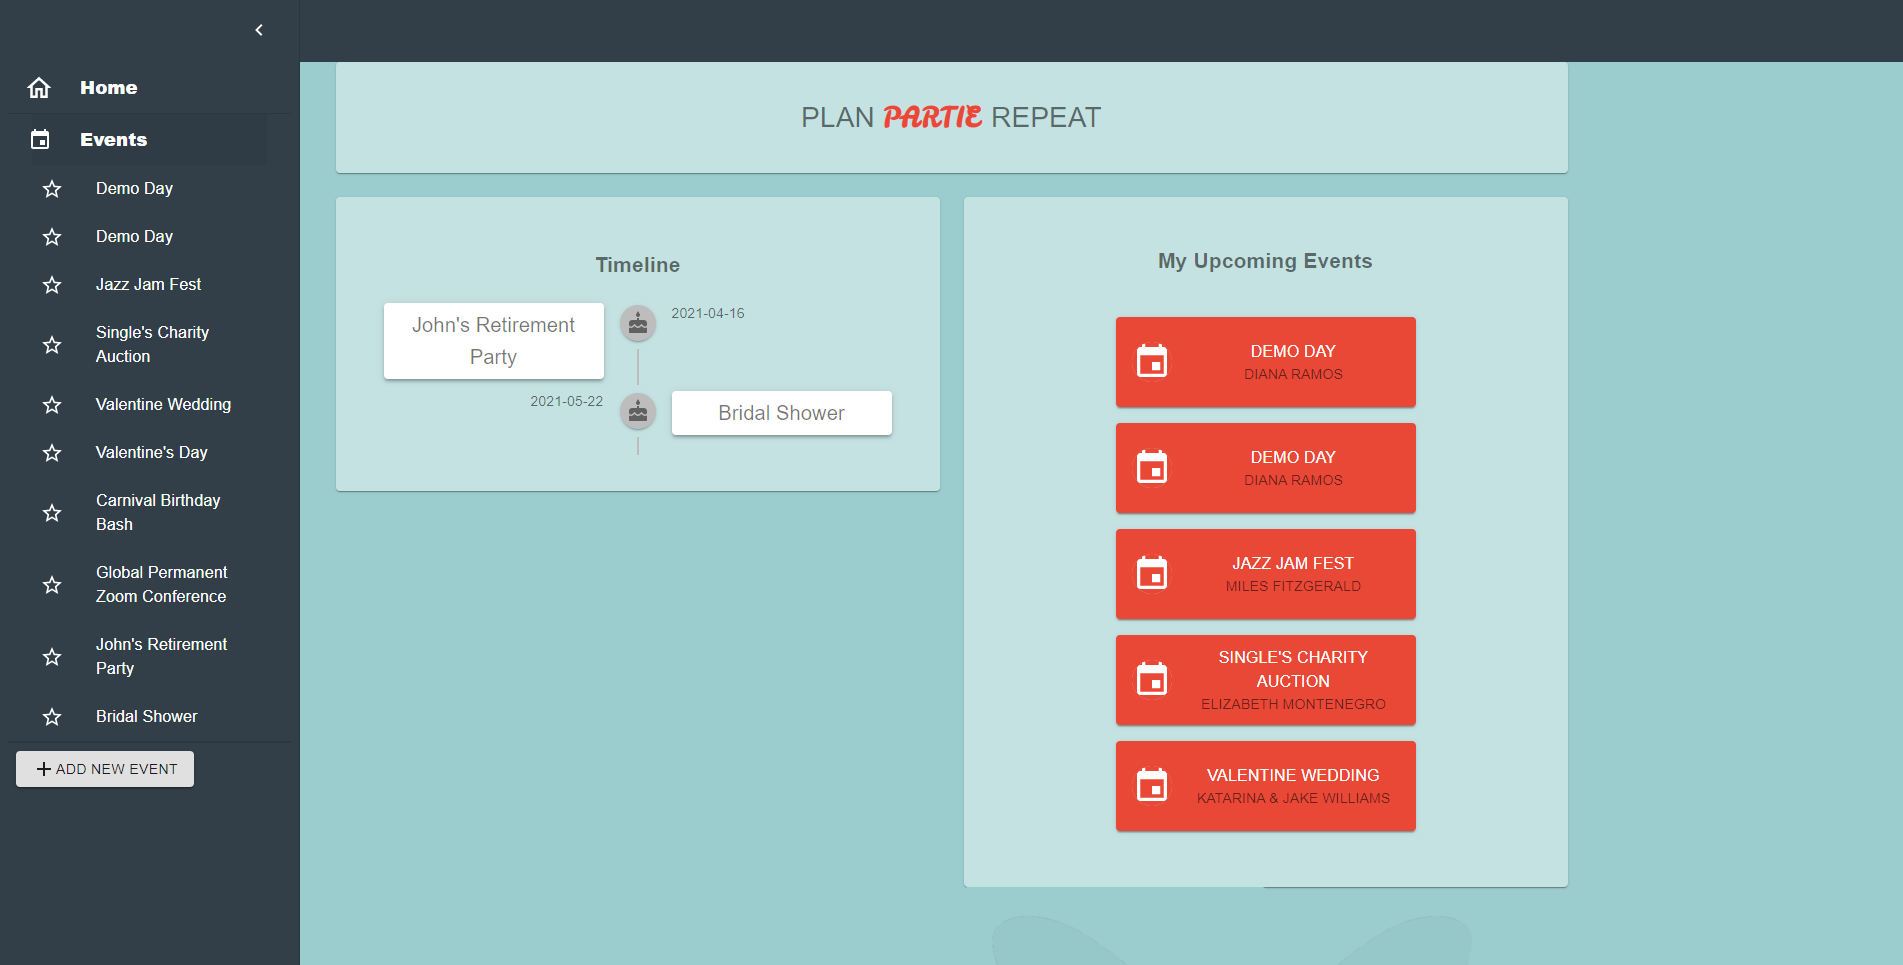 Home
Events
Demo Day
Demo Day
Jazz Jam Fest
Single's Charity
Auction
Valentine Wedding
Valentine's Day
Carnival Birthday
Bash
Global Permanent
Zoom Conference
John's Retirement
Party
Bridal Shower
ADD NEW EVENT
PLAN PARTIE REPEAT
Timeline
John's Retirement
Party
2021-04-16
2021-05-22
Bridal Shower
My Upcoming Events
DEMO DAY
DIANA RAMOS
DEMO DAY
DIANA RAMOS
JAZZ JAM FEST
MILES FITZGERALD
SINGLE'S CHARITY
AUCTION
ELIZABETH MONTENEGRO
VALENTINE WEDDING
KATARINA & JAKE WILLIAMS